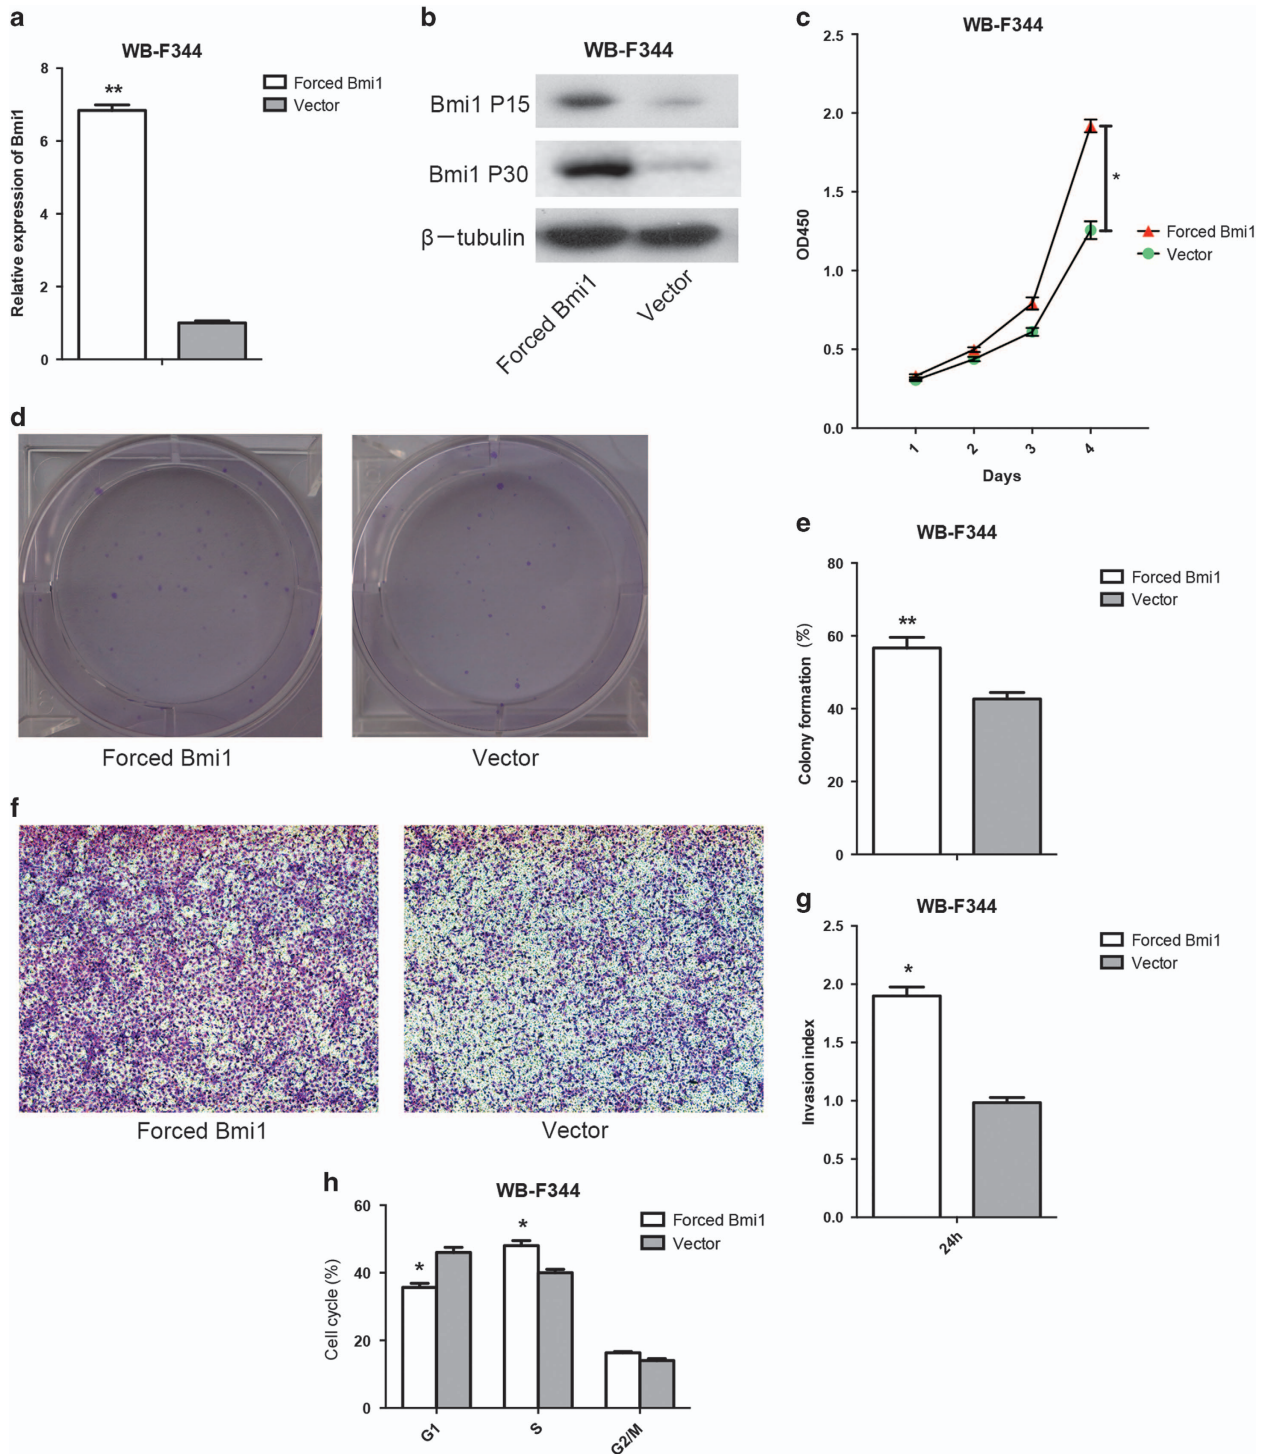 a
WB-F344
Relative expression of Bmi1
8
6
4
2
0
**
Forced Bmi1
Vector
b
WB-F344
Bmi1 P15
Bmi1 P30
β—tubulin
Forced Bmi1
Vector
c
WB-F344
OD450
2.5
2.0
1.5
1.0
0.5
0.0
*
1
2
3
4
Days
Forced Bmi1
Vector
d
Forced Bmi1
Vector
e
WB-F344
Colony formation (%)
80
60
40
20
0
**
Forced Bmi1
Vector
f
Forced Bmi1
Vector
g
WB-F344
Invasion index
2.5
2.0
1.5
1.0
0.5
0.0
*
24h
Forced Bmi1
Vector
h
WB-F344
Cell cycle (%)
60
40
20
0
*
*
G1
S
G2/M
Forced Bmi1
Vector